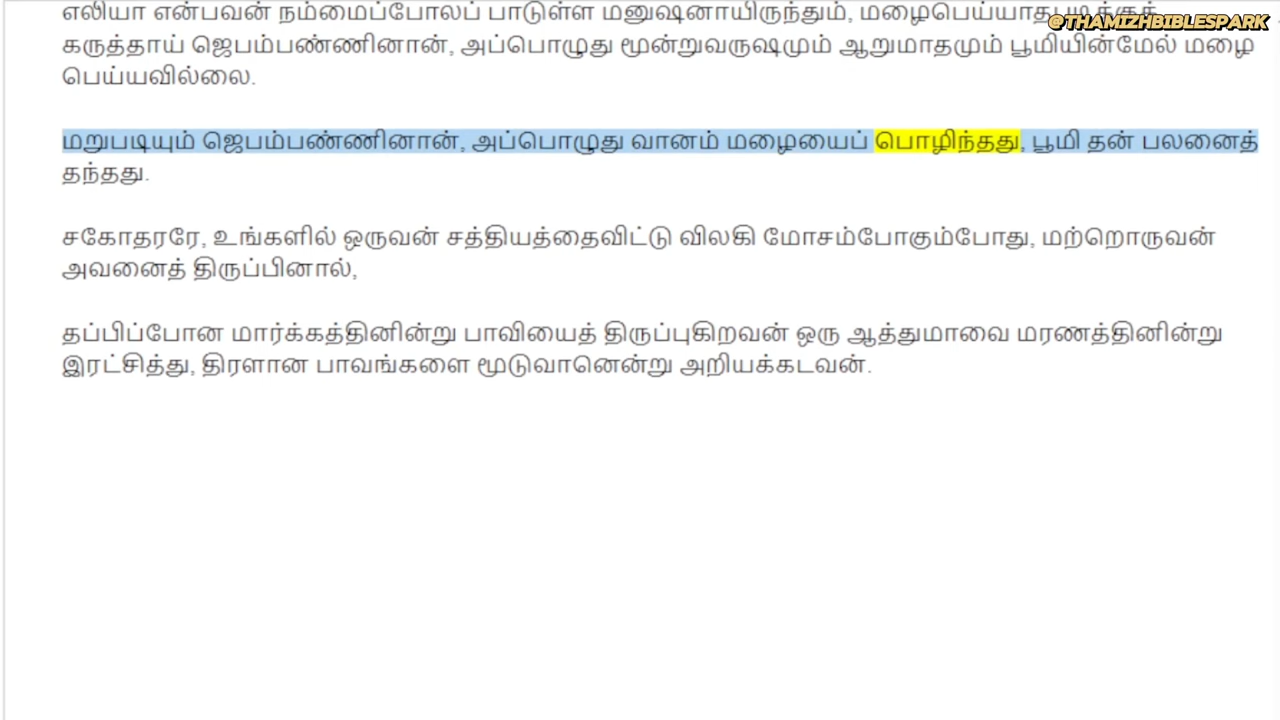 எலியா என்பவன் நம்மைப்போலப் பாடுள்ள மனுஷனாயிருந்தும், மழைபெய்யாதபடிக்குக்
@THAMIZHBIBLESPARK
கருத்தாய் ஜெபம்பண்ணினான், அப்பொழுது மூன்றுவருஷமும் ஆறுமாதமும் பூமியின்மேல் மழை
பெய்யவில்லை.
மறுபடியும் ஜெபம்பண்ணினான், அப்பொழுது வானம் மழையைப் பொழிந்தது, பூமி தன் பலனைத்
தந்தது.
சகோதரரே, உங்களில் ஒருவன் சத்தியத்தைவிட்டு விலகி மோசம்போகும்போது, மற்றொருவன்
அவனைத் திருப்பினால்,
தப்பிப்போன மார்க்கத்தினின்று பாவியைத் திருப்புகிறவன் ஒரு ஆத்துமாவை மரணத்தினின்று
இரட்சித்து, திரளான பாவங்களை மூடுவானென்று அறியக்கடவன்.